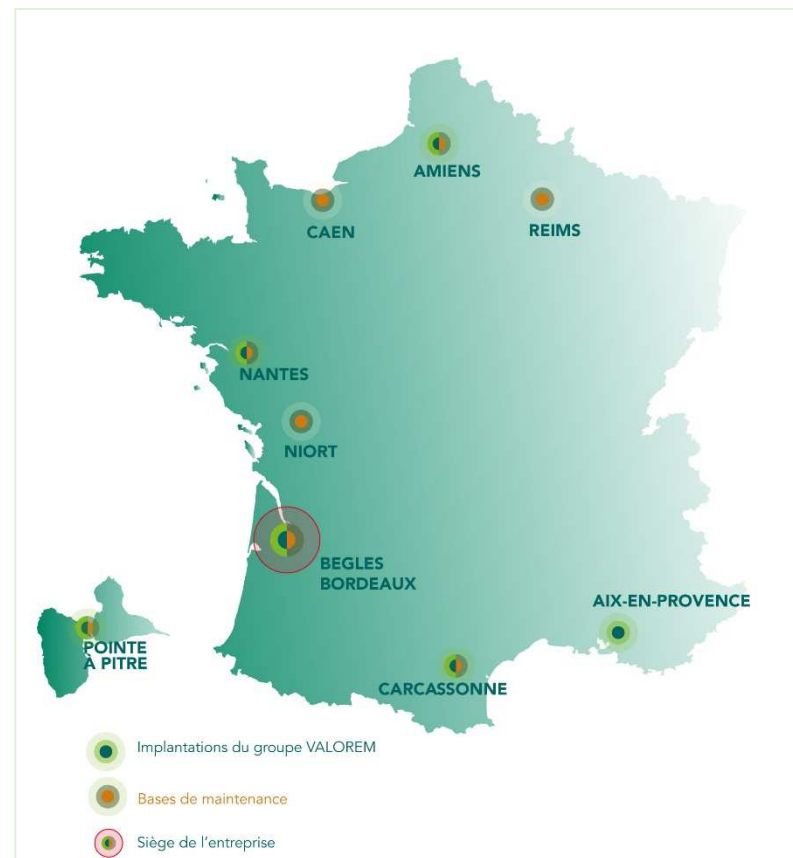 AMIENS
CAEN
REIMS
NANTES
NIORT
BEGLES
BORDEAUX
AIX-EN-PROVENCE
POINTE
À PITRE
CARCASSONNE
Implantations du groupe VALOREM
Bases de maintenance
Siège de l'entreprise